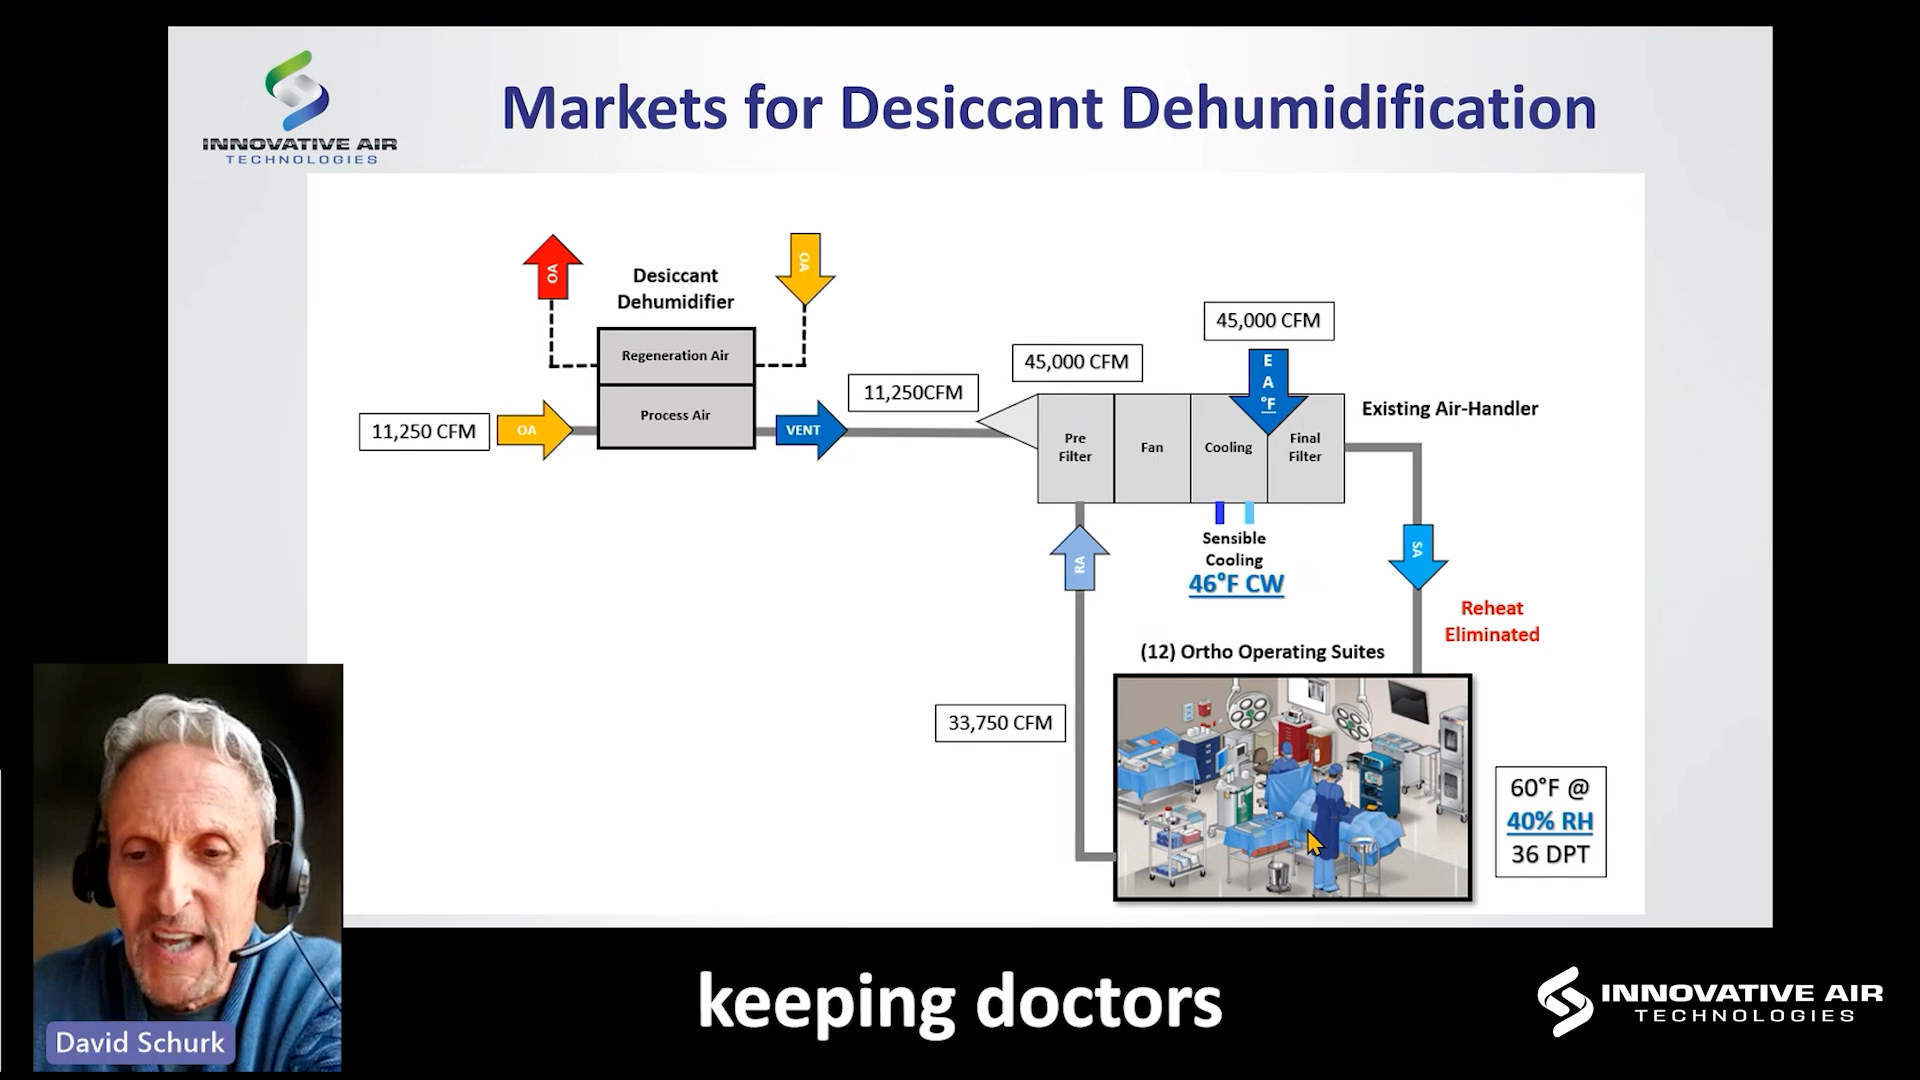 INNOVATIVE AIR
TECHNOLOGIES
Markets for Desiccant Dehumidification
OA
Desiccant
Dehumidifier
OA
Regeneration Air
Process Air
11,250 CFM
OA
VENT
11,250CFM
45,000 CFM
45,000 CFM
E
A
°F
Existing Air-Handler
Pre
Filter
Fan
Cooling
Final
Filter
Sensible
Cooling
46°F CW
RA
SA
Reheat
Eliminated
(12) Ortho Operating Suites
33,750 CFM
60°F @
40% RH
36 DPT
David Schurk
keeping doctors
INNOVATIVE AIR
TECHNOLOGIES